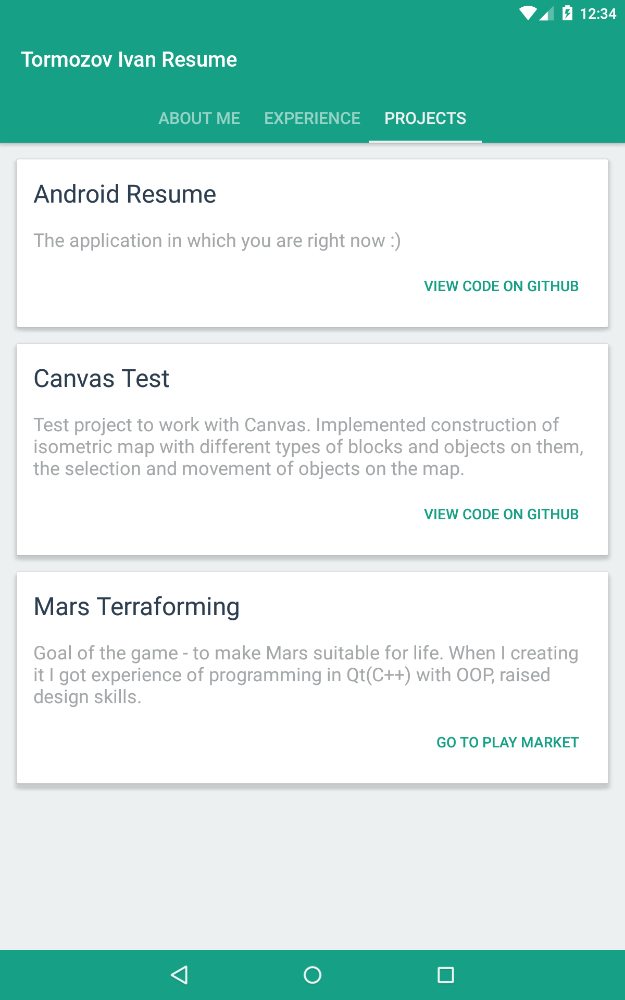 12:34
Tormozov Ivan Resume
ABOUT ME EXPERIENCE PROJECTS
Android Resume
The application in which you are right now :)
VIEW CODE ON GITHUB
Canvas Test
Test project to work with Canvas. Implemented construction of
isometric map with different types of blocks and objects on them,
the selection and movement of objects on the map.
VIEW CODE ON GITHUB
Mars Terraforming
Goal of the game - to make Mars suitable for life. When I creating
it I got experience of programming in Qt(C++) with OOP, raised
design skills.
GO TO PLAY MARKET